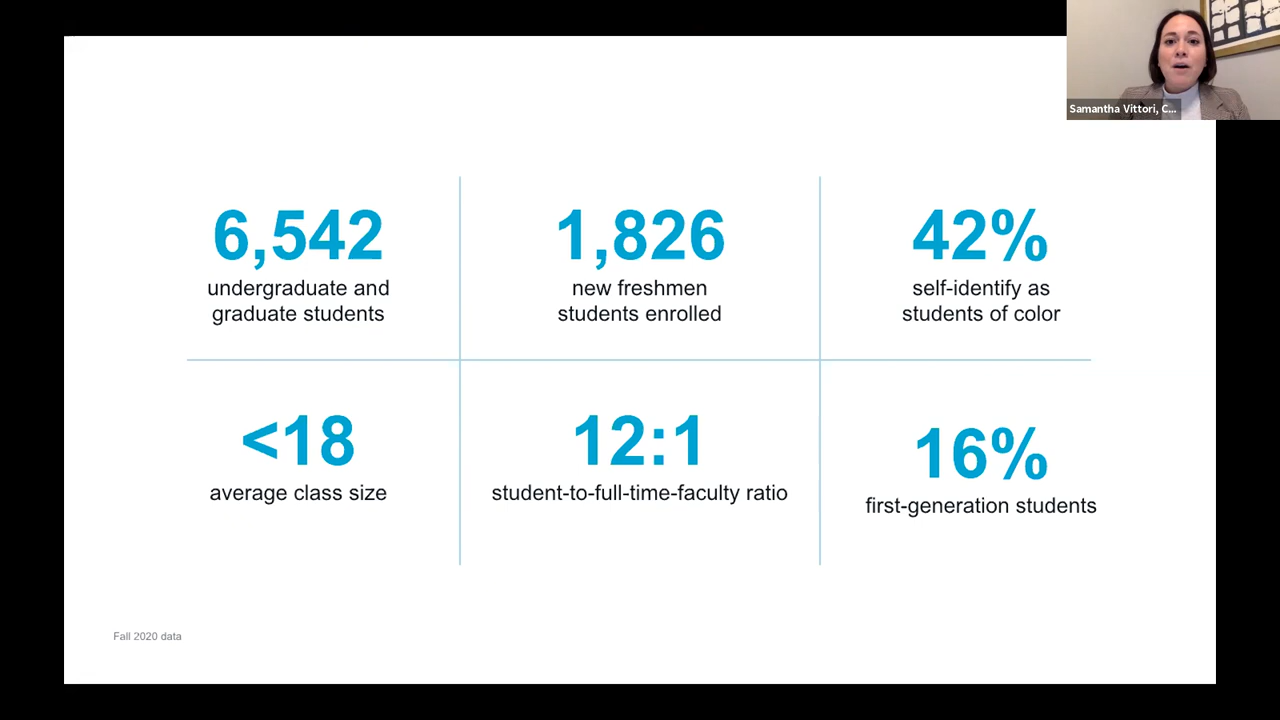 Samantha Vittori, C...
6,542
undergraduate and
graduate students
1,826
new freshmen
students enrolled
42%
self-identify as
students of color
<18
average class size
12:1
student-to-full-time-faculty ratio
16%
first-generation students
Fall 2020 data